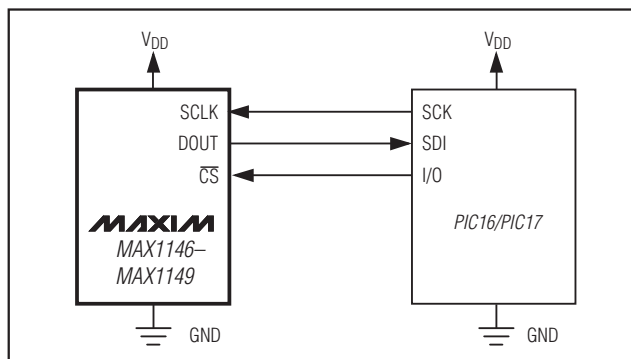 VDD VDD
SCLK SCK
DOUT SDI
CS I/O
MAXIM
MAX1146–
MAX1149
PIC16/PIC17
GND GND